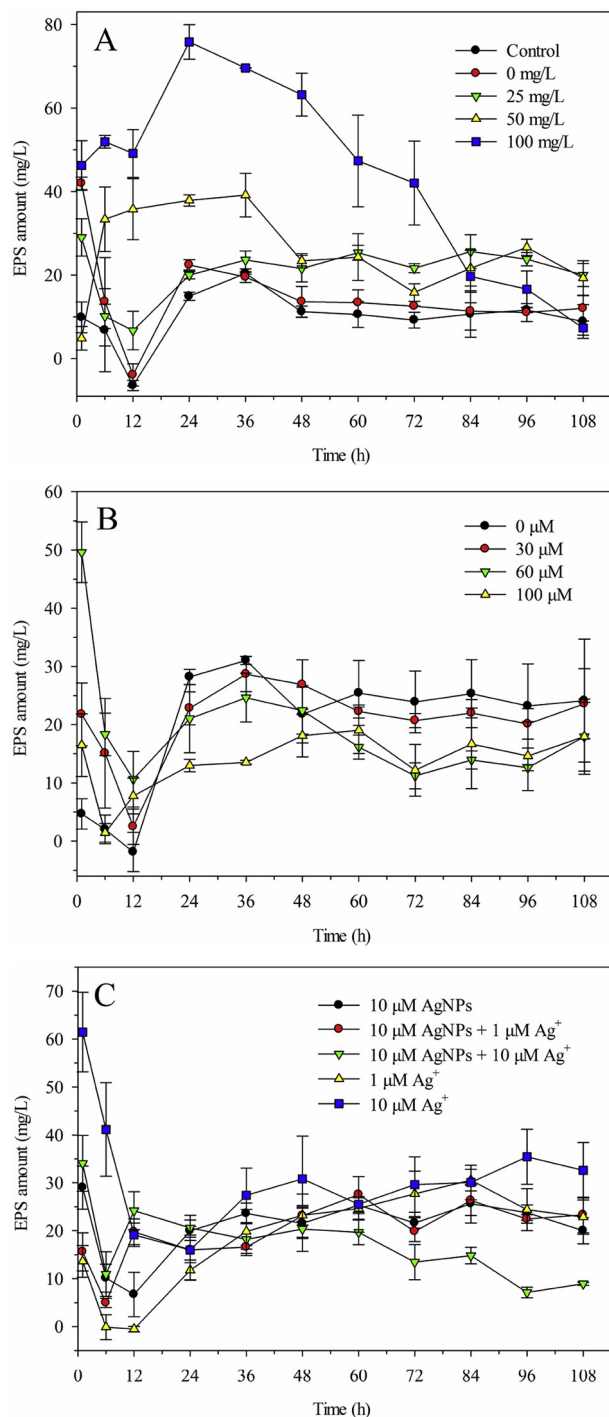 A
Control
0 mg/L
25 mg/L
50 mg/L
100 mg/L
EPS amount (mg/L)
80
60
40
20
0
0 12 24 36 48 60 72 84 96 108
Time (h)
B
0 μM
30 μM
60 μM
100 μM
EPS amount (mg/L)
60
50
40
30
20
10
0
0 12 24 36 48 60 72 84 96 108
Time (h)
C
10 μM AgNPs
10 μM AgNPs + 1 μM Ag⁺
10 μM AgNPs + 10 μM Ag⁺
1 μM Ag⁺
10 μM Ag⁺
EPS amount (mg/L)
70
60
50
40
30
20
10
0
0 12 24 36 48 60 72 84 96 108
Time (h)